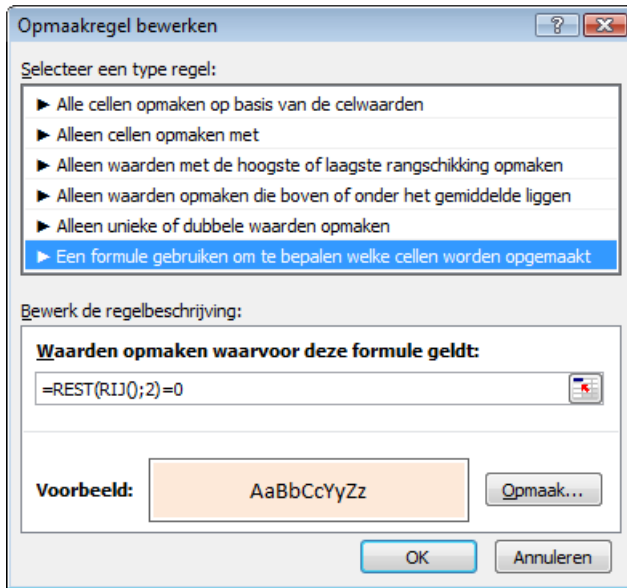 Opmaakregel bewerken
Selecteer een type regel:
► Alle cellen opmaken op basis van de celwaarden
► Alleen cellen opmaken met
► Alleen waarden met de hoogste of laagste rangschikking opmaken
► Alleen waarden opmaken die boven of onder het gemiddelde liggen
► Alleen unieke of dubbele waarden opmaken
► Een formule gebruiken om te bepalen welke cellen worden opgemaakt
Bewerk de regelbeschrijving:
Waarden opmaken waarvoor deze formule geldt:
=REST(RIJ();2)=0
Voorbeeld:
AaBbCcYyZz
Opmaak...
OK
Annuleren